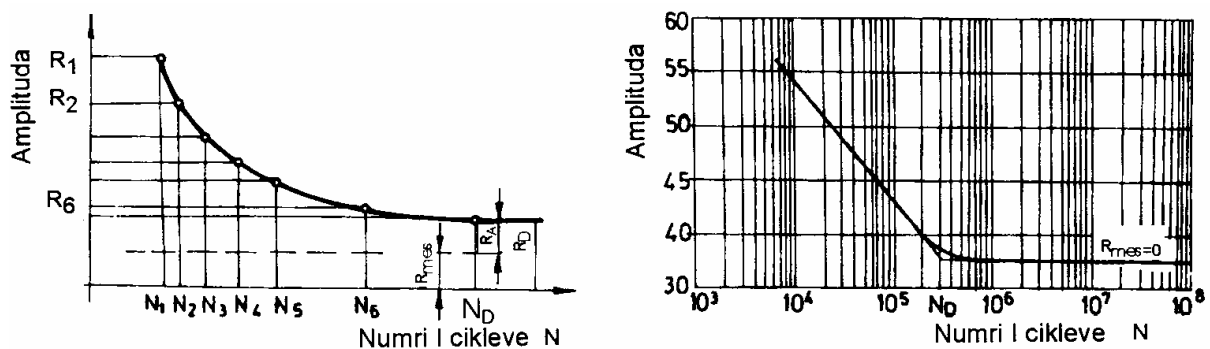 Amplituda
R1
R2
R6
Rmes
RA
RD
N1 N2 N3 N4 N5 N6 ND
Numri I cikleve N
Amplituda
60
55
50
45
40
30
Rmes=0
10³ 10⁴ 10⁵ ND 10⁶ 10⁷ 10⁸
Numri I cikleve N